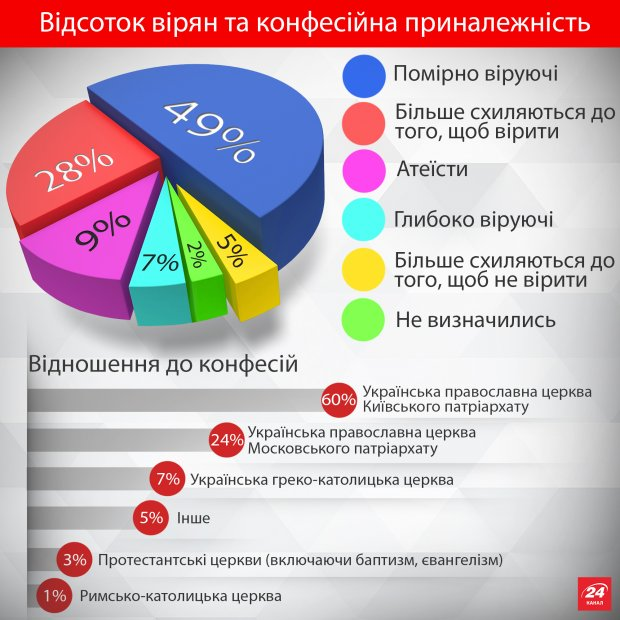 Відсоток вірян та конфесійна приналежність
49%
28%
9%
7%
2%
5%
Помірно віруючі
Більше схиляються до
того, щоб вірити
Атеїсти
Глибоко віруючі
Більше схиляються до
того, щоб не вірити
Не визначились
Відношення до конфесій
60%
Українська православна церква
Київського патріархату
24%
Українська православна церква
Московського патріархату
7%
Українська греко-католицька церква
5%
Інше
3%
Протестантські церкви (включаючи баптизм, євангелізм)
1%
Римсько-католицька церква
24
КАНАЛ